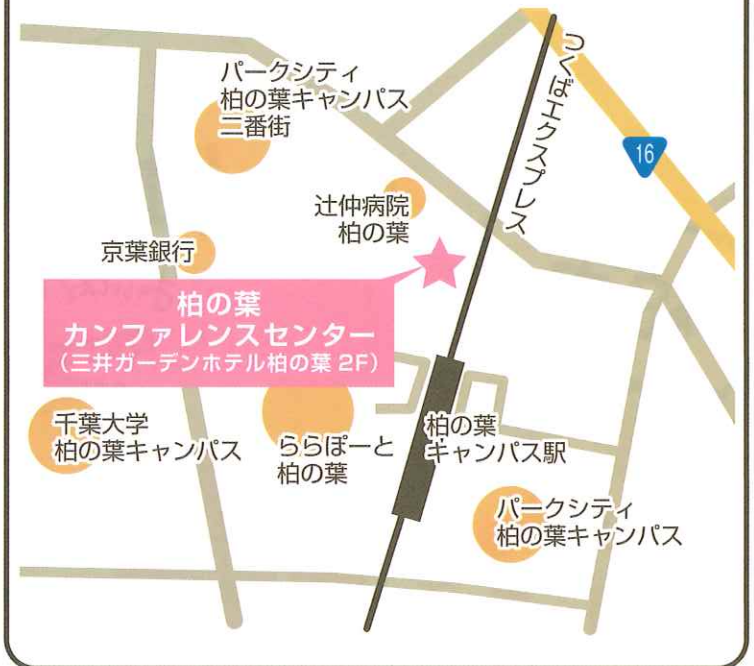 つくばエクスプレス
16
パークシティ
柏の葉キャンパス
二番街
辻仲病院
柏の葉
京葉銀行
柏の葉
カンファレンスセンター
（三井ガーデンホテル柏の葉 2F）
千葉大学
柏の葉キャンパス
ららぽーと
柏の葉
柏の葉
キャンパス駅
パークシティ
柏の葉キャンパス